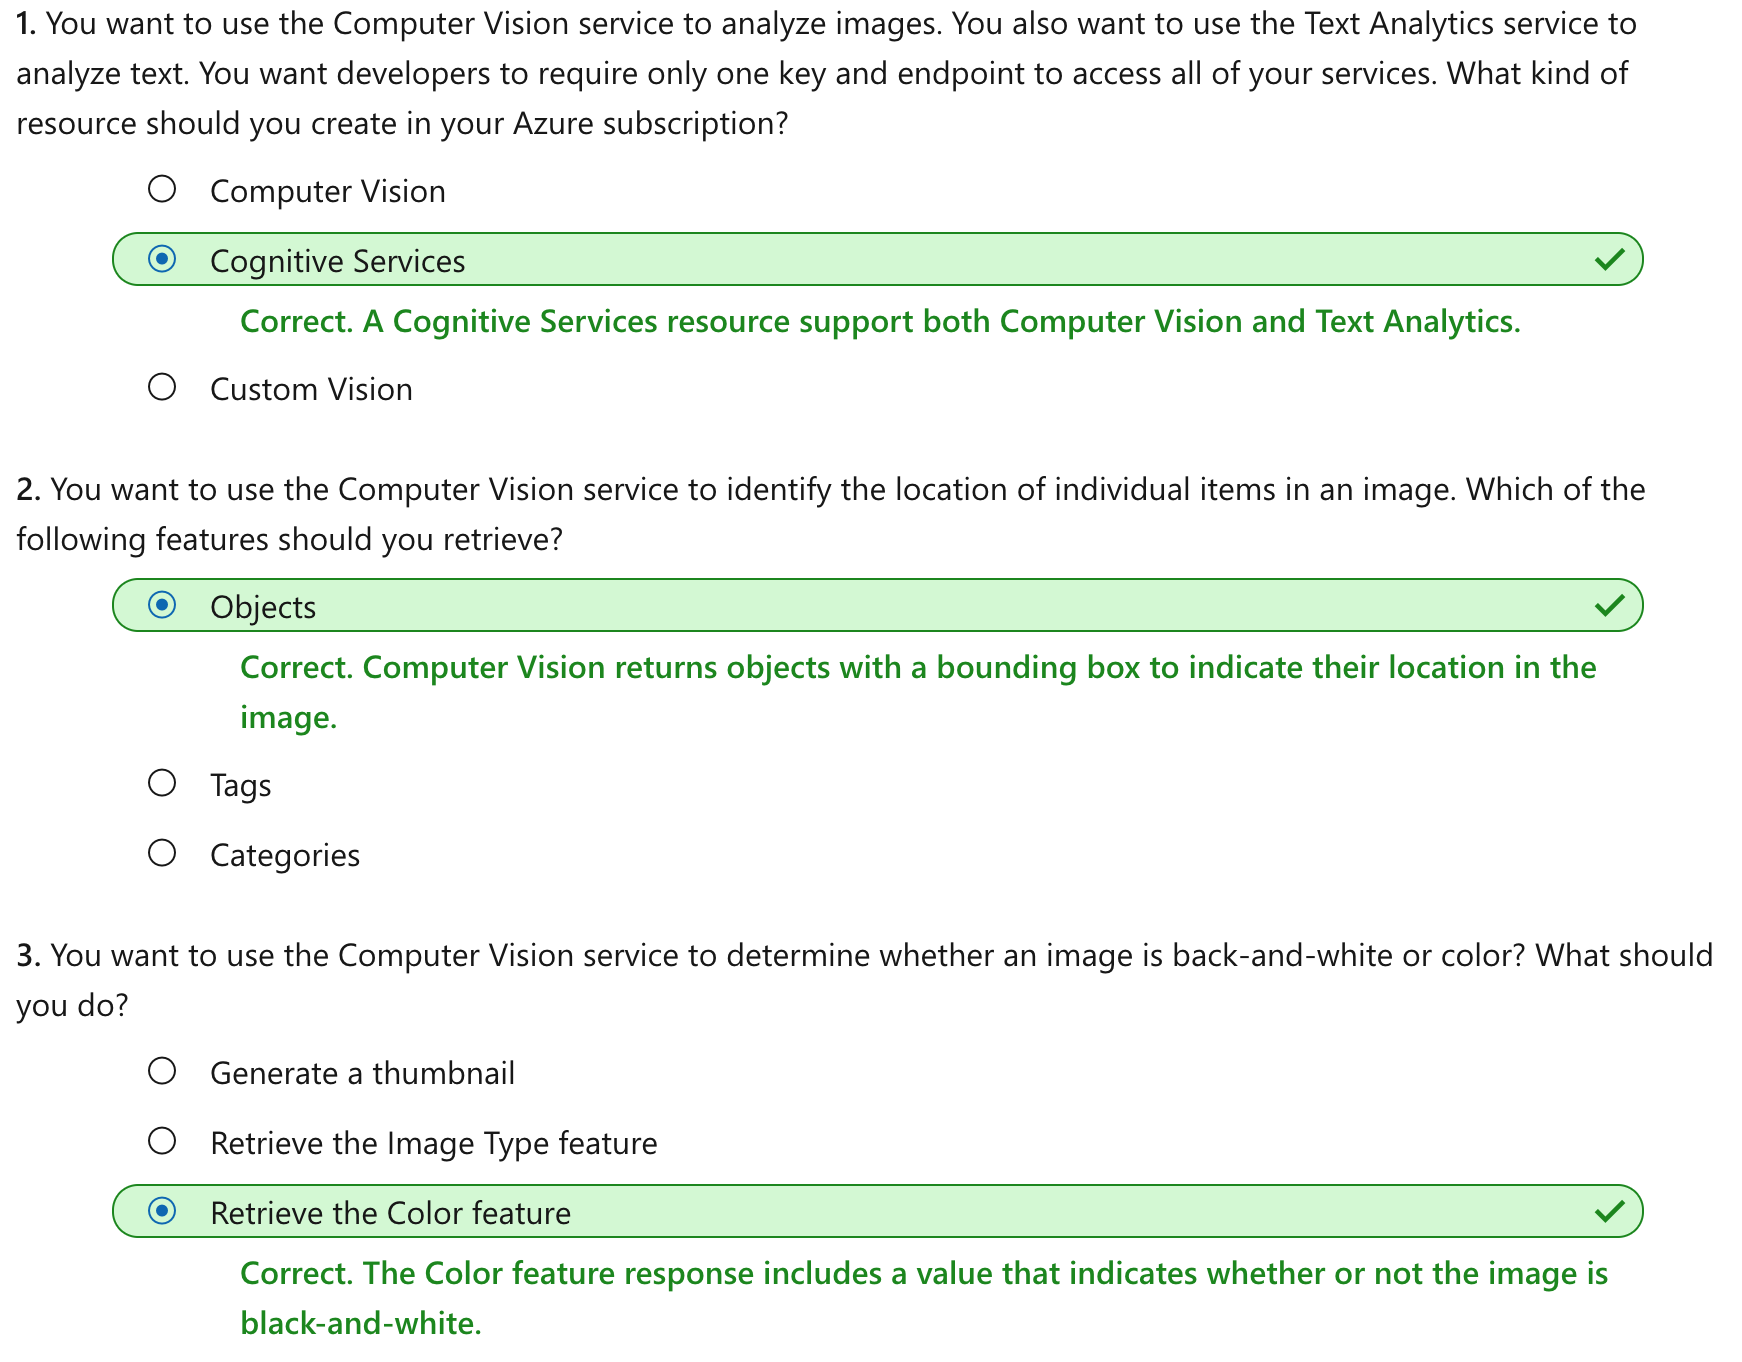 1. You want to use the Computer Vision service to analyze images. You also want to use the Text Analytics service to
analyze text. You want developers to require only one key and endpoint to access all of your services. What kind of
resource should you create in your Azure subscription?
Computer Vision
Cognitive Services
Correct. A Cognitive Services resource support both Computer Vision and Text Analytics.
Custom Vision
2. You want to use the Computer Vision service to identify the location of individual items in an image. Which of the
following features should you retrieve?
Objects
Correct. Computer Vision returns objects with a bounding box to indicate their location in the
image.
Tags
Categories
3. You want to use the Computer Vision service to determine whether an image is back-and-white or color? What should
you do?
Generate a thumbnail
Retrieve the Image Type feature
Retrieve the Color feature
Correct. The Color feature response includes a value that indicates whether or not the image is
black-and-white.